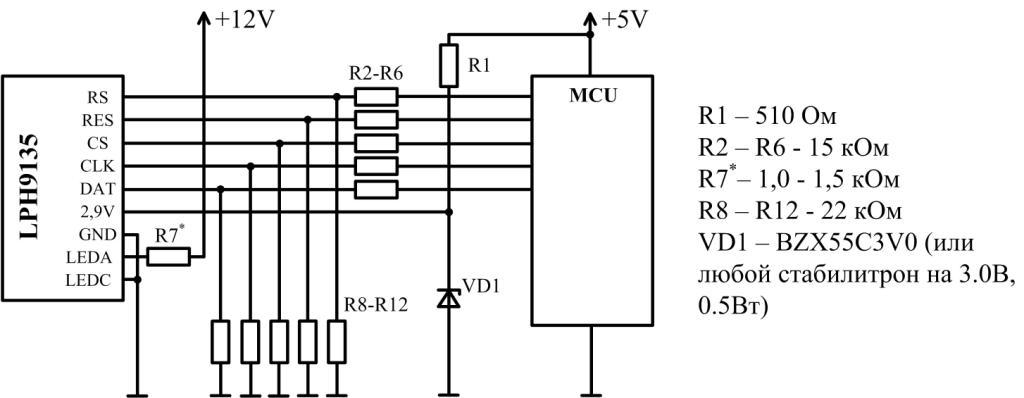 +12V
+5V
R1
R2-R6
MCU
LPH9135
RS
RES
CS
CLK
DAT
2,9V
GND
LEDA
LEDC
R7*
R8-R12
VD1
R1 – 510 Ом
R2 – R6 - 15 кОм
R7*– 1,0 - 1,5 кОм
R8 – R12 - 22 кОм
VD1 – BZX55C3V0 (или
любой стабилитрон на 3.0В,
0.5Вт)